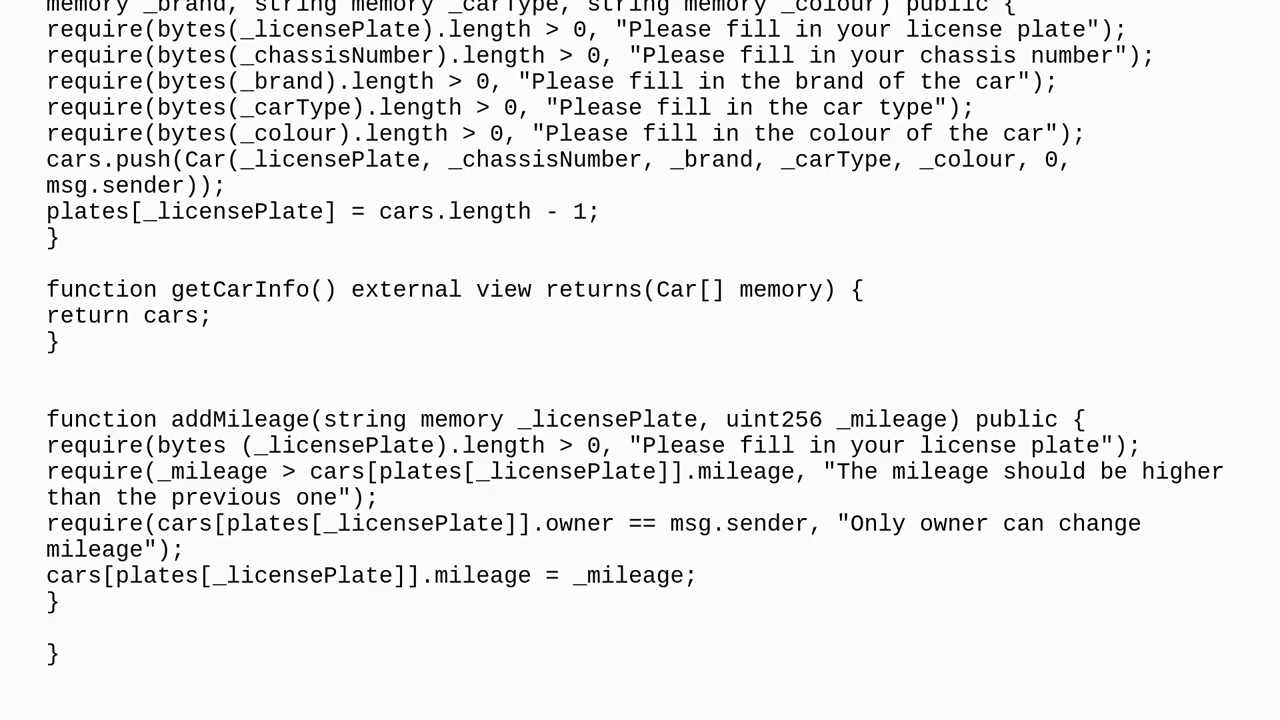 memory _brand, string memory _carType, string memory _colour) public {
require(bytes(_licensePlate).length > 0, "Please fill in your license plate");
require(bytes(_chassisNumber).length > 0, "Please fill in your chassis number");
require(bytes(_brand).length > 0, "Please fill in the brand of the car");
require(bytes(_carType).length > 0, "Please fill in the car type");
require(bytes(_colour).length > 0, "Please fill in the colour of the car");
cars.push(Car(_licensePlate, _chassisNumber, _brand, _carType, _colour, 0,
msg.sender));
plates[_licensePlate] = cars.length - 1;
}
function getCarInfo() external view returns(Car[] memory) {
return cars;
}
function addMileage(string memory _licensePlate, uint256 _mileage) public {
require(bytes (_licensePlate).length > 0, "Please fill in your license plate");
require(_mileage > cars[plates[_licensePlate]].mileage, "The mileage should be higher
than the previous one");
require(cars[plates[_licensePlate]].owner == msg.sender, "Only owner can change
mileage");
cars[plates[_licensePlate]].mileage = _mileage;
}
}